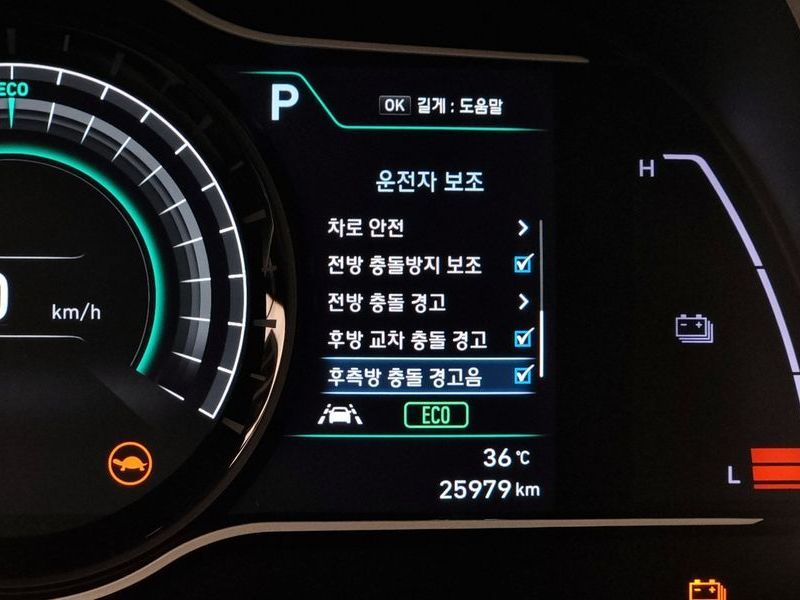 ECO
P
OK 길게 : 도움말
운전자 보조
차로 안전
전방 충돌방지 보조
전방 충돌 경고
후방 교차 충돌 경고
후측방 충돌 경고음
ECO
36 ℃
25979 km
0
km/h
H
L